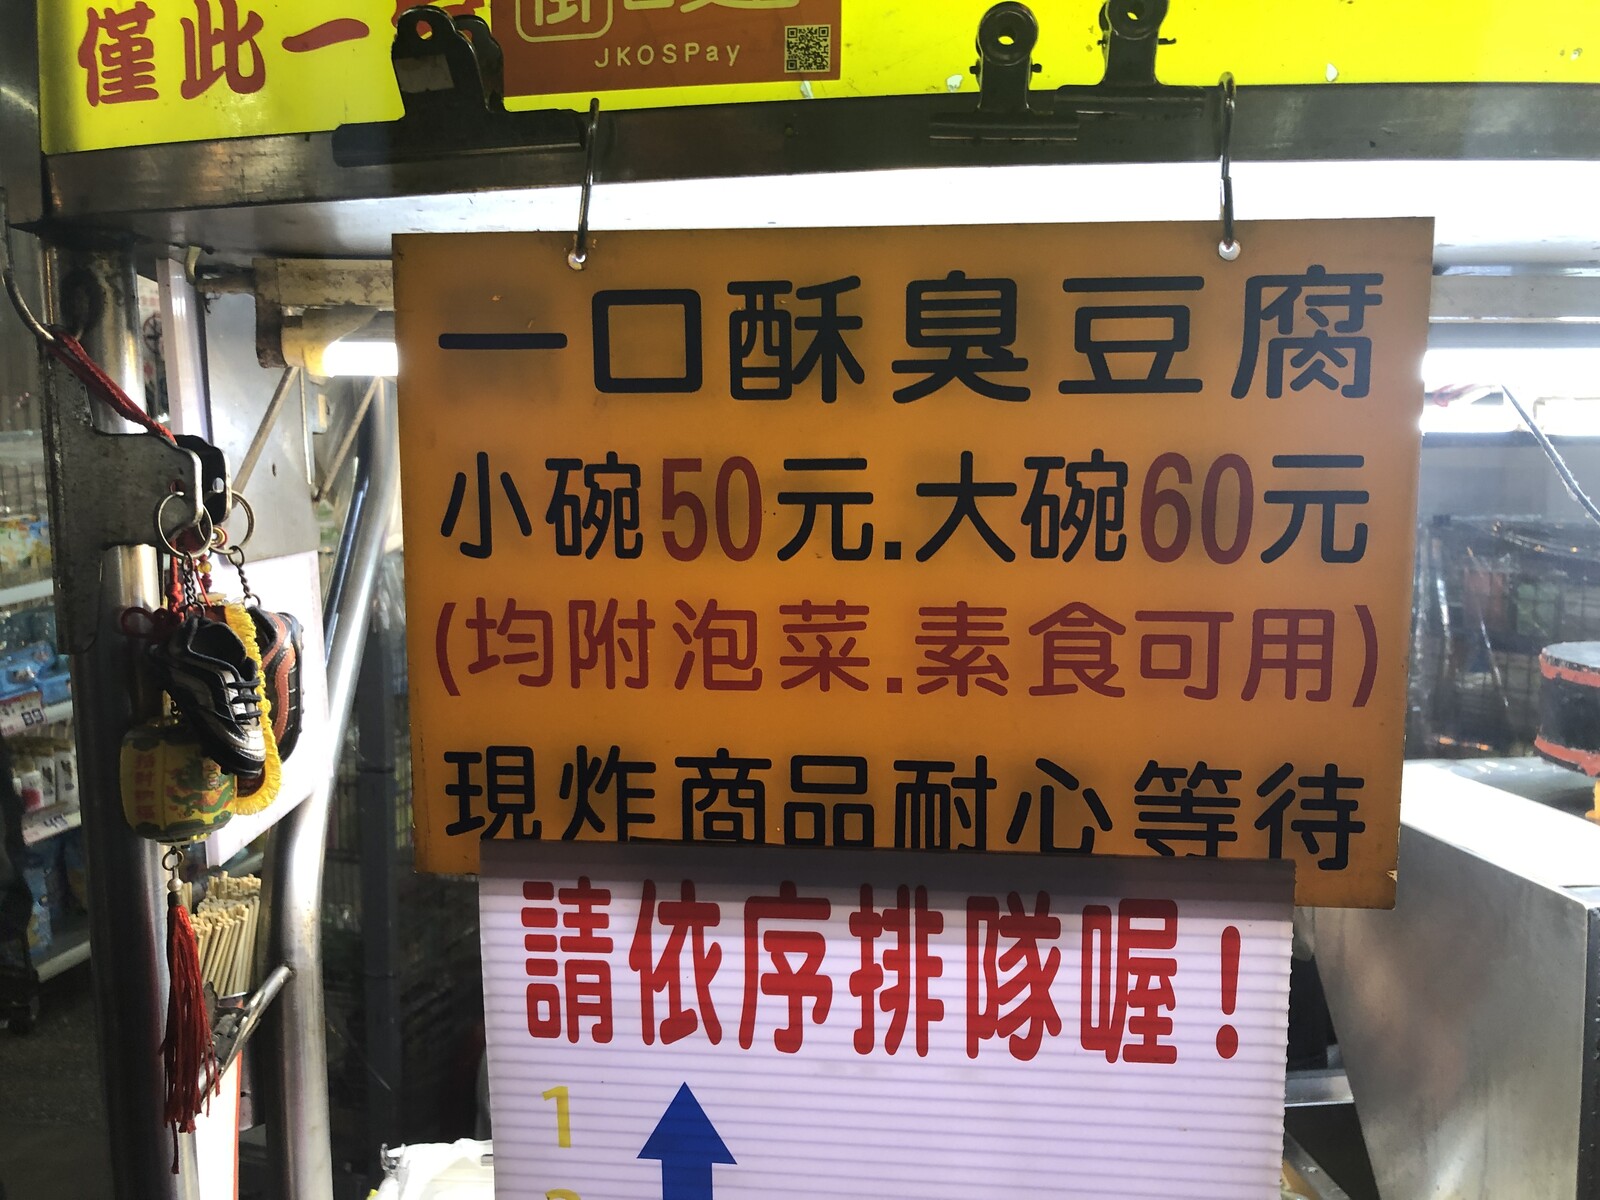 僅此一
JKOSPay
一口酥臭豆腐
小碗50元.大碗60元
(均附泡菜.素食可用)
現炸商品耐心等待
請依序排隊喔!
1